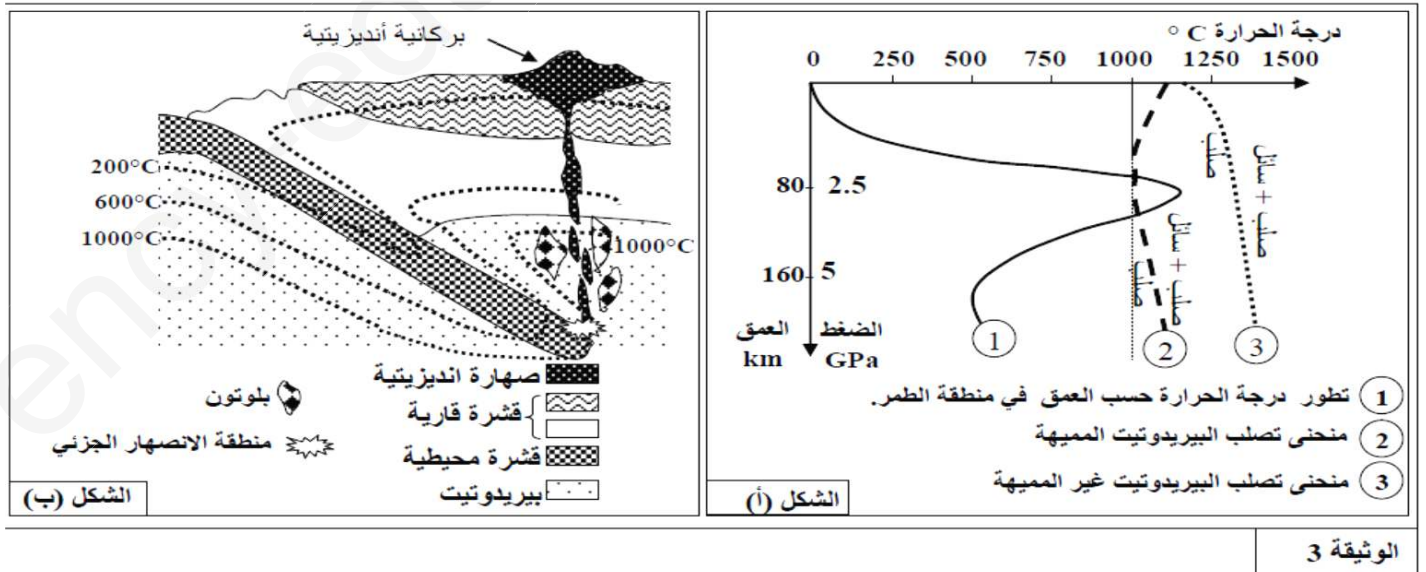 درجة الحرارة C °
0 250 500 750 1000 1250 1500
صلب
صلب + سائل
صلب
صلب + سائل
80 2.5
160 5
العمق الضغط
km GPa
1
2
3
1 تطور درجة الحرارة حسب العمق في منطقة الطمر.
2 منحنى تصلب البيريدوتيت المميهة
3 منحنى تصلب البيريدوتيت غير المميهة
الشكل (أ)
بركانية أنديزيتية
200°C
600°C
1000°C
1000°C
صهارة انديزيتية
قشرة قارية
قشرة محيطية
بيريدوتيت
بلوتون
منطقة الانصهار الجزئي
الشكل (ب)
الوثيقة 3